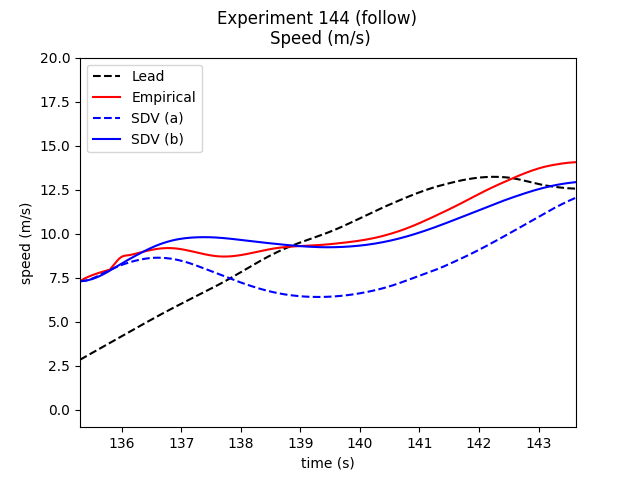 Experiment 144 (follow)
Speed (m/s)
20.0
17.5
15.0
12.5
10.0
7.5
5.0
2.5
0.0
speed (m/s)
Lead
Empirical
SDV (a)
SDV (b)
136 137 138 139 140 141 142 143
time (s)